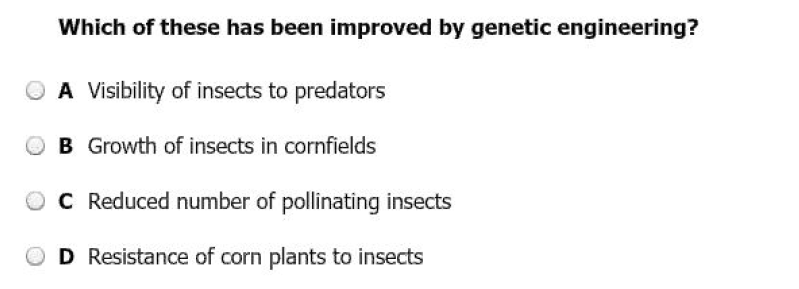 Which of these has been improved by genetic engineering?
A Visibility of insects to predators
B Growth of insects in cornfields
C Reduced number of pollinating insects
D Resistance of corn plants to insects